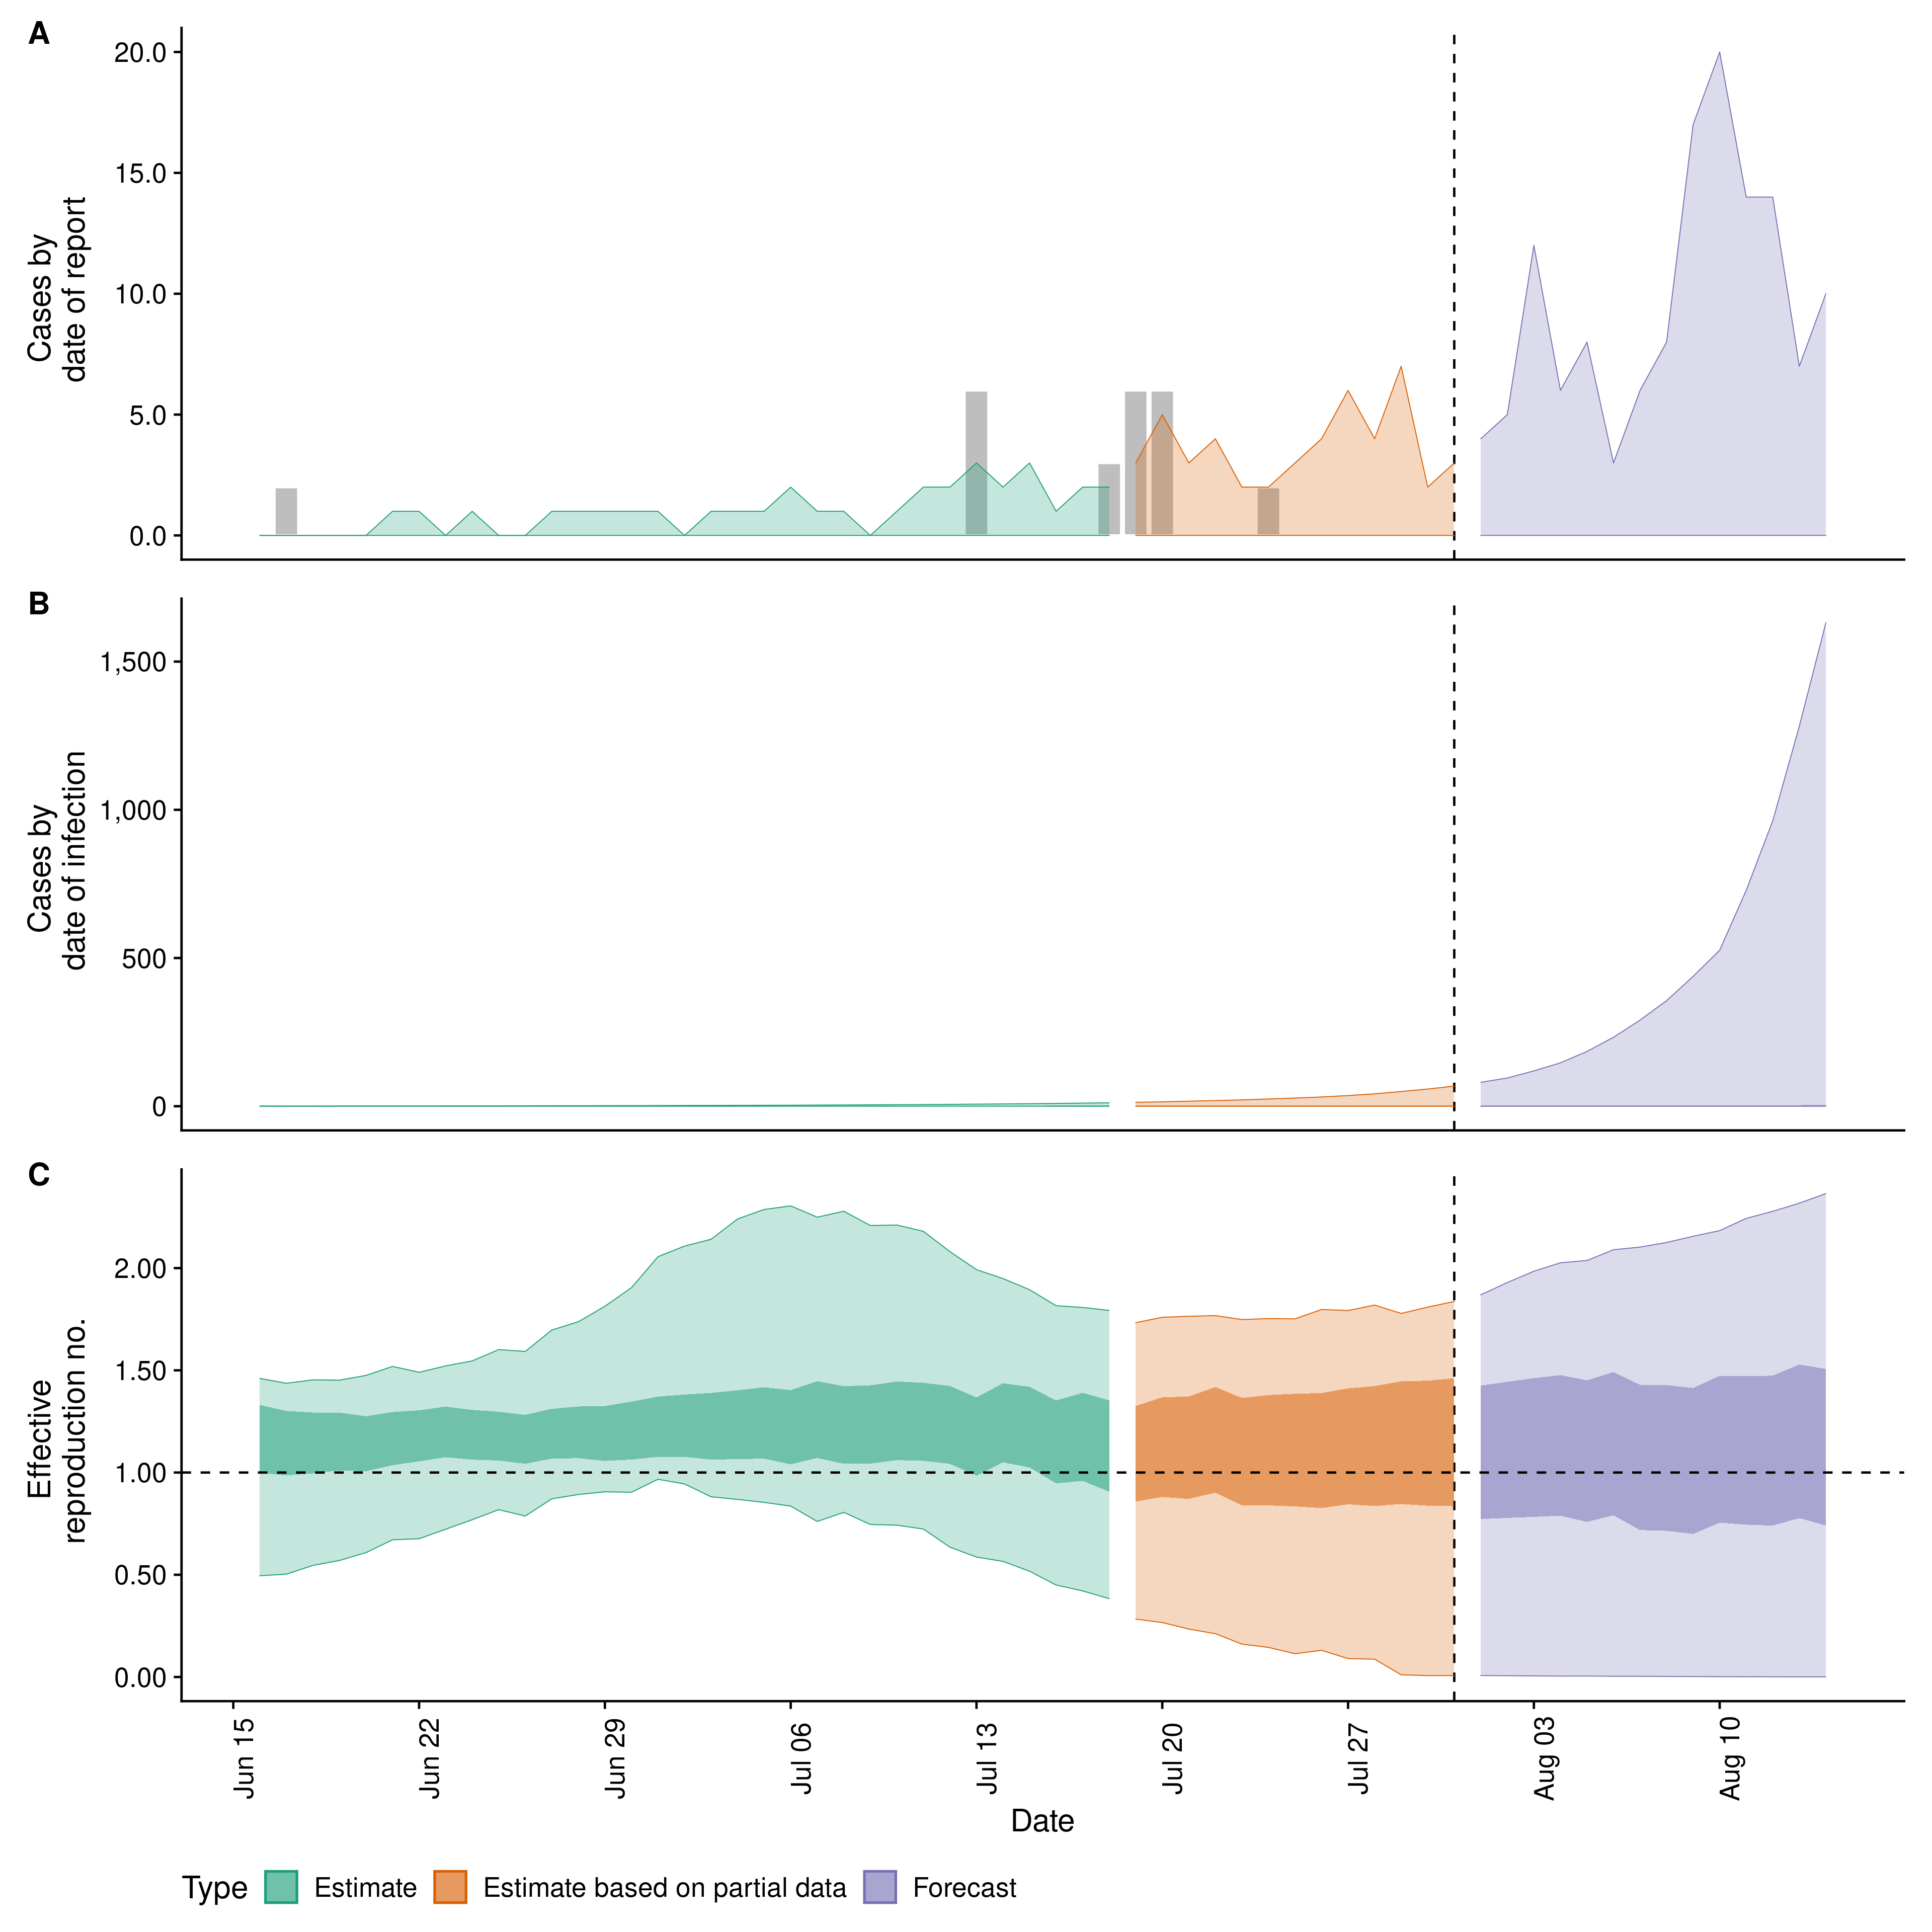 A
Cases by
date of report
20.0
15.0
10.0
5.0
0.0
B
Cases by
date of infection
1,500
1,000
500
0
C
Effective
reproduction no.
2.00
1.50
1.00
0.50
0.00
Jun 15
Jun 22
Jun 29
Jul 06
Jul 13
Jul 20
Jul 27
Aug 03
Aug 10
Date
Type Estimate Estimate based on partial data Forecast